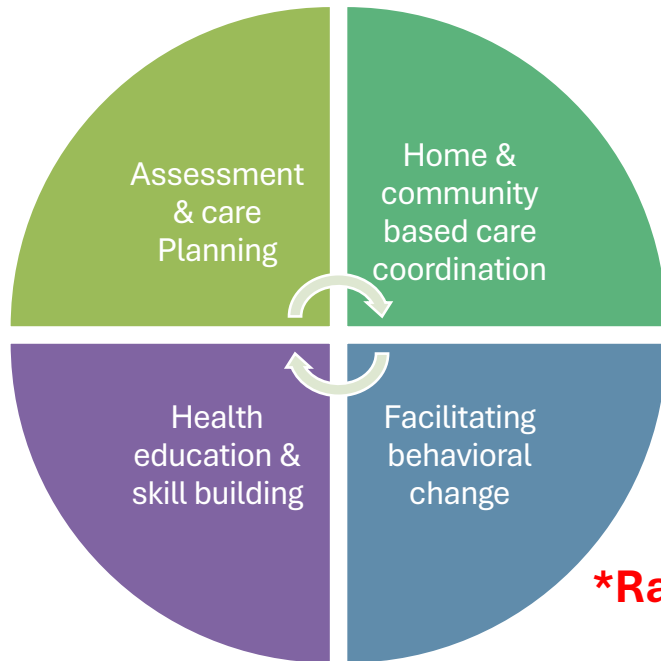 Assessment
& care
Planning
Home &
community
based care
coordination
Health
education &
skill building
Facilitating
behavioral
change
*Ra